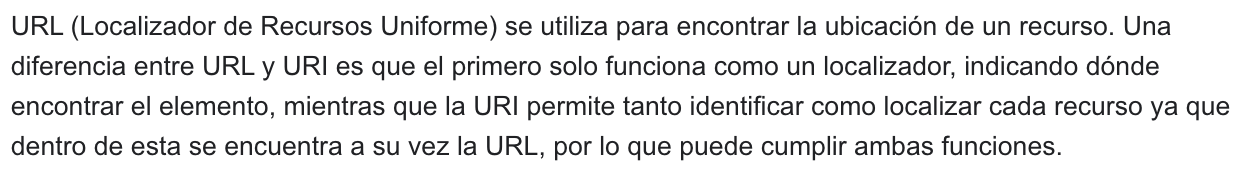 URL (Localizador de Recursos Uniforme) se utiliza para encontrar la ubicación de un recurso. Una
diferencia entre URL y URI es que el primero solo funciona como un localizador, indicando dónde
encontrar el elemento, mientras que la URI permite tanto identificar como localizar cada recurso ya que
dentro de esta se encuentra a su vez la URL, por lo que puede cumplir ambas funciones.